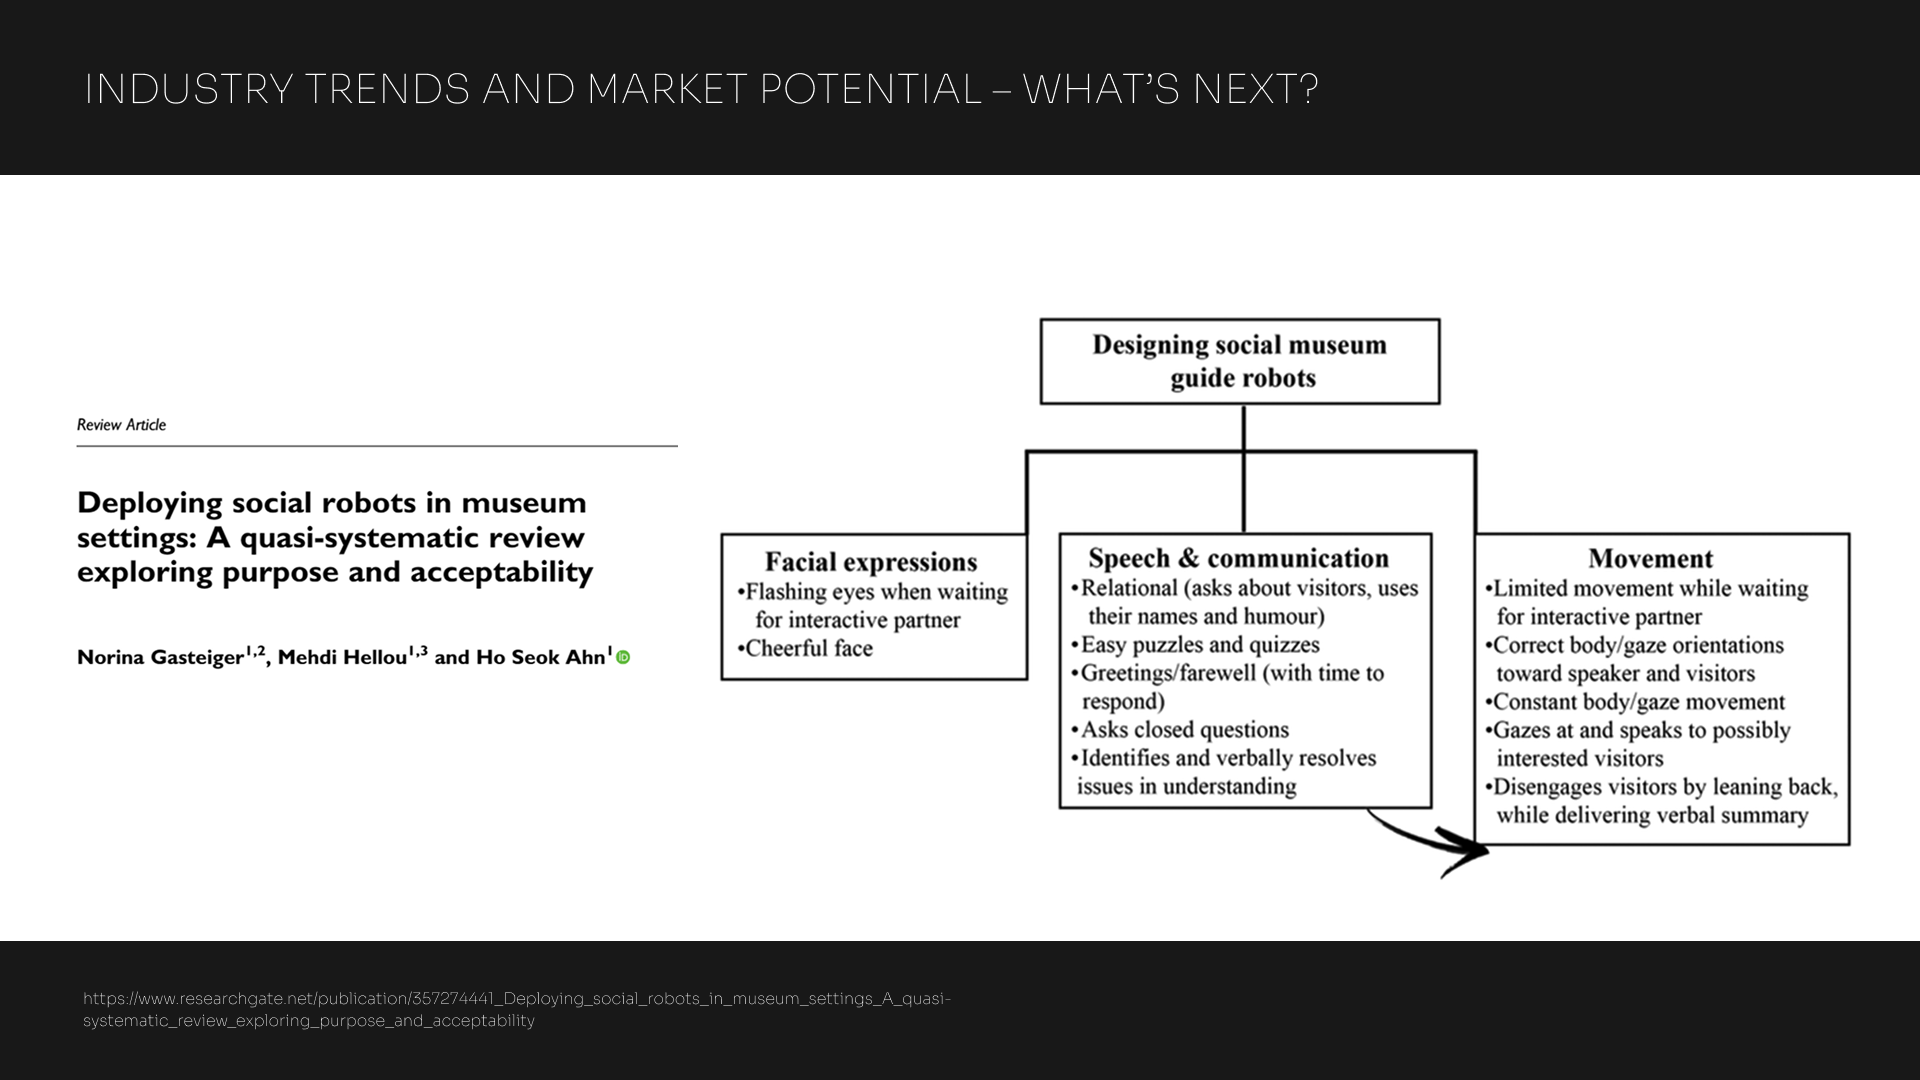 INDUSTRY TRENDS AND MARKET POTENTIAL – WHAT'S NEXT?
Review Article
Deploying social robots in museum
settings: A quasi-systematic review
exploring purpose and acceptability
Norina Gasteiger1,2, Mehdi Hellou1,3 and Ho Seok Ahn1 iD
Designing social museum
guide robots
Facial expressions
•Flashing eyes when waiting
for interactive partner
•Cheerful face
Speech & communication
•Relational (asks about visitors, uses
their names and humour)
•Easy puzzles and quizzes
•Greetings/farewell (with time to
respond)
•Asks closed questions
•Identifies and verbally resolves
issues in understanding
Movement
•Limited movement while waiting
for interactive partner
•Correct body/gaze orientations
toward speaker and visitors
•Constant body/gaze movement
•Gazes at and speaks to possibly
interested visitors
•Disengages visitors by leaning back,
while delivering verbal summary
https://www.researchgate.net/publication/357274441_Deploying_social_robots_in_museum_settings_A_quasi-
systematic_review_exploring_purpose_and_acceptability